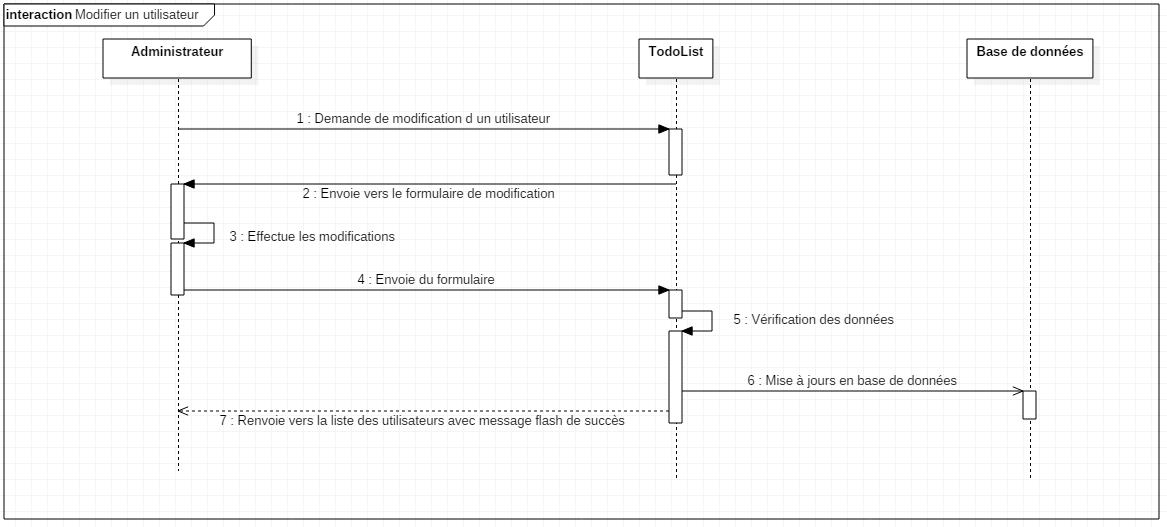 interaction Modifier un utilisateur
Administrateur
TodoList
Base de données
1 : Demande de modification d un utilisateur
2 : Envoie vers le formulaire de modification
3 : Effectue les modifications
4 : Envoie du formulaire
5 : Vérification des données
6 : Mise à jours en base de données
7 : Renvoie vers la liste des utilisateurs avec message flash de succès